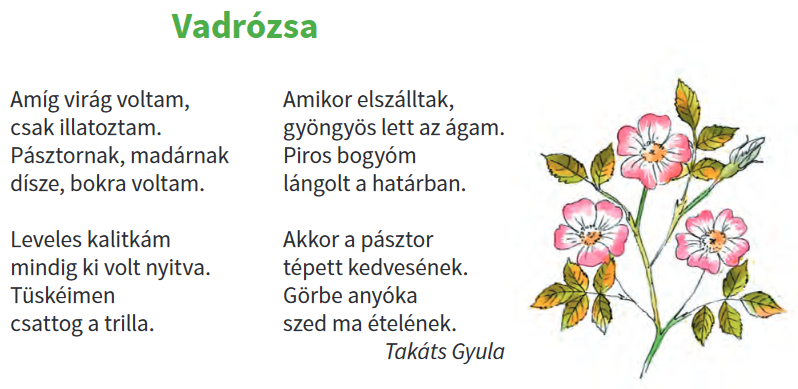 Vadrózsa
Amíg virág voltam,
csak illatoztam.
Pásztornak, madárnak
dísze, bokra voltam.
Leveles kalitkám
mindig ki volt nyitva.
Tüskéimen
csattog a trilla.
Amikor elszálltak,
gyöngyös lett az ágam.
Piros bogyóm
lángolt a határban.
Akkor a pásztor
tépett kedvesének.
Görbe anyóka
szed ma ételének.
Takáts Gyula